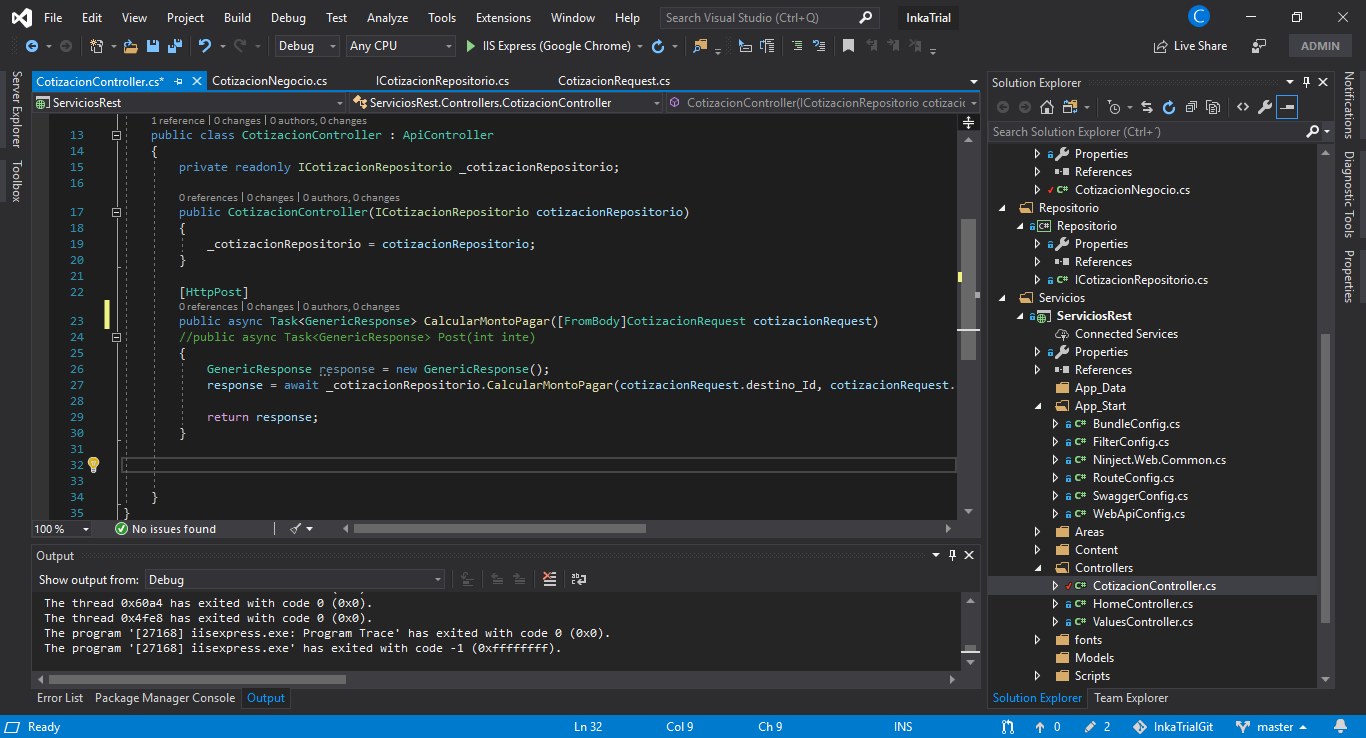 File Edit View Project Build Debug Test Analyze Tools Extensions Window Help Search Visual Studio (Ctrl+Q) InkaTrial C
Debug Any CPU IIS Express (Google Chrome) Live Share ADMIN
Server Explorer
Toolbox
CotizacionController.cs* CotizacionNegocio.cs ICotizacionRepositorio.cs CotizacionRequest.cs
ServiciosRest ServiciosRest.Controllers.CotizacionController CotizacionController(ICotizacionRepositorio cotizacio
1 reference | 0 changes | 0 authors, 0 changes
13 public class CotizacionController : ApiController
14 {
15 private readonly ICotizacionRepositorio _cotizacionRepositorio;
16
0 references | 0 changes | 0 authors, 0 changes
17 public CotizacionController(ICotizacionRepositorio cotizacionRepositorio)
18 {
19 _cotizacionRepositorio = cotizacionRepositorio;
20 }
21
22 [HttpPost]
0 references | 0 changes | 0 authors, 0 changes
23 public async Task<GenericResponse> CalcularMontoPagar([FromBody]CotizacionRequest cotizacionRequest)
24 //public async Task<GenericResponse> Post(int inte)
25 {
26 GenericResponse response = new GenericResponse();
27 response = await _cotizacionRepositorio.CalcularMontoPagar(cotizacionRequest.destino_Id, cotizacionRequest.
28
29 return response;
30 }
31
32
33
34 }
35 }
100 % No issues found
Output
Show output from: Debug
The thread 0x60a4 has exited with code 0 (0x0).
The thread 0x4fe8 has exited with code 0 (0x0).
The program '[27168] iisexpress.exe: Program Trace' has exited with code 0 (0x0).
The program '[27168] iisexpress.exe' has exited with code -1 (0xffffffff).
Error List Package Manager Console Output
Solution Explorer
Search Solution Explorer (Ctrl+´)
Properties
References
C# CotizacionNegocio.cs
Repositorio
C# Repositorio
Properties
References
C# ICotizacionRepositorio.cs
Servicios
ServiciosRest
Connected Services
Properties
References
App_Data
App_Start
C# BundleConfig.cs
C# FilterConfig.cs
C# Ninject.Web.Common.cs
C# RouteConfig.cs
C# SwaggerConfig.cs
C# WebApiConfig.cs
Areas
Content
Controllers
C# CotizacionController.cs
C# HomeController.cs
C# ValuesController.cs
fonts
Models
Scripts
Solution Explorer Team Explorer
Notifications
Diagnostic Tools
Properties
Ready Ln 32 Col 9 Ch 9 INS 0 2 InkaTrialGit master